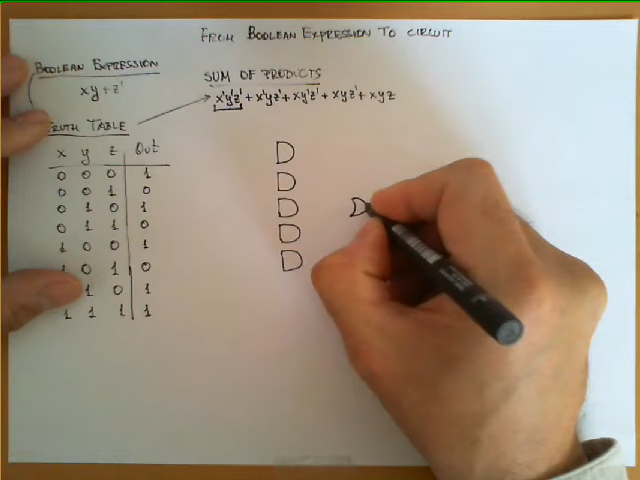 FROM BOOLEAN EXPRESSION TO CIRCUIT
BOOLEAN EXPRESSION
xy+z'
SUM OF PRODUCTS
x'y'z' + x'yz' + xy'z' + xyz' + xyz
TRUTH TABLE
x y z Out
0 0 0 1
0 0 1 0
0 1 0 1
0 1 1 0
1 0 0 1
1 0 1 0
1 0 1
1 1 1 1